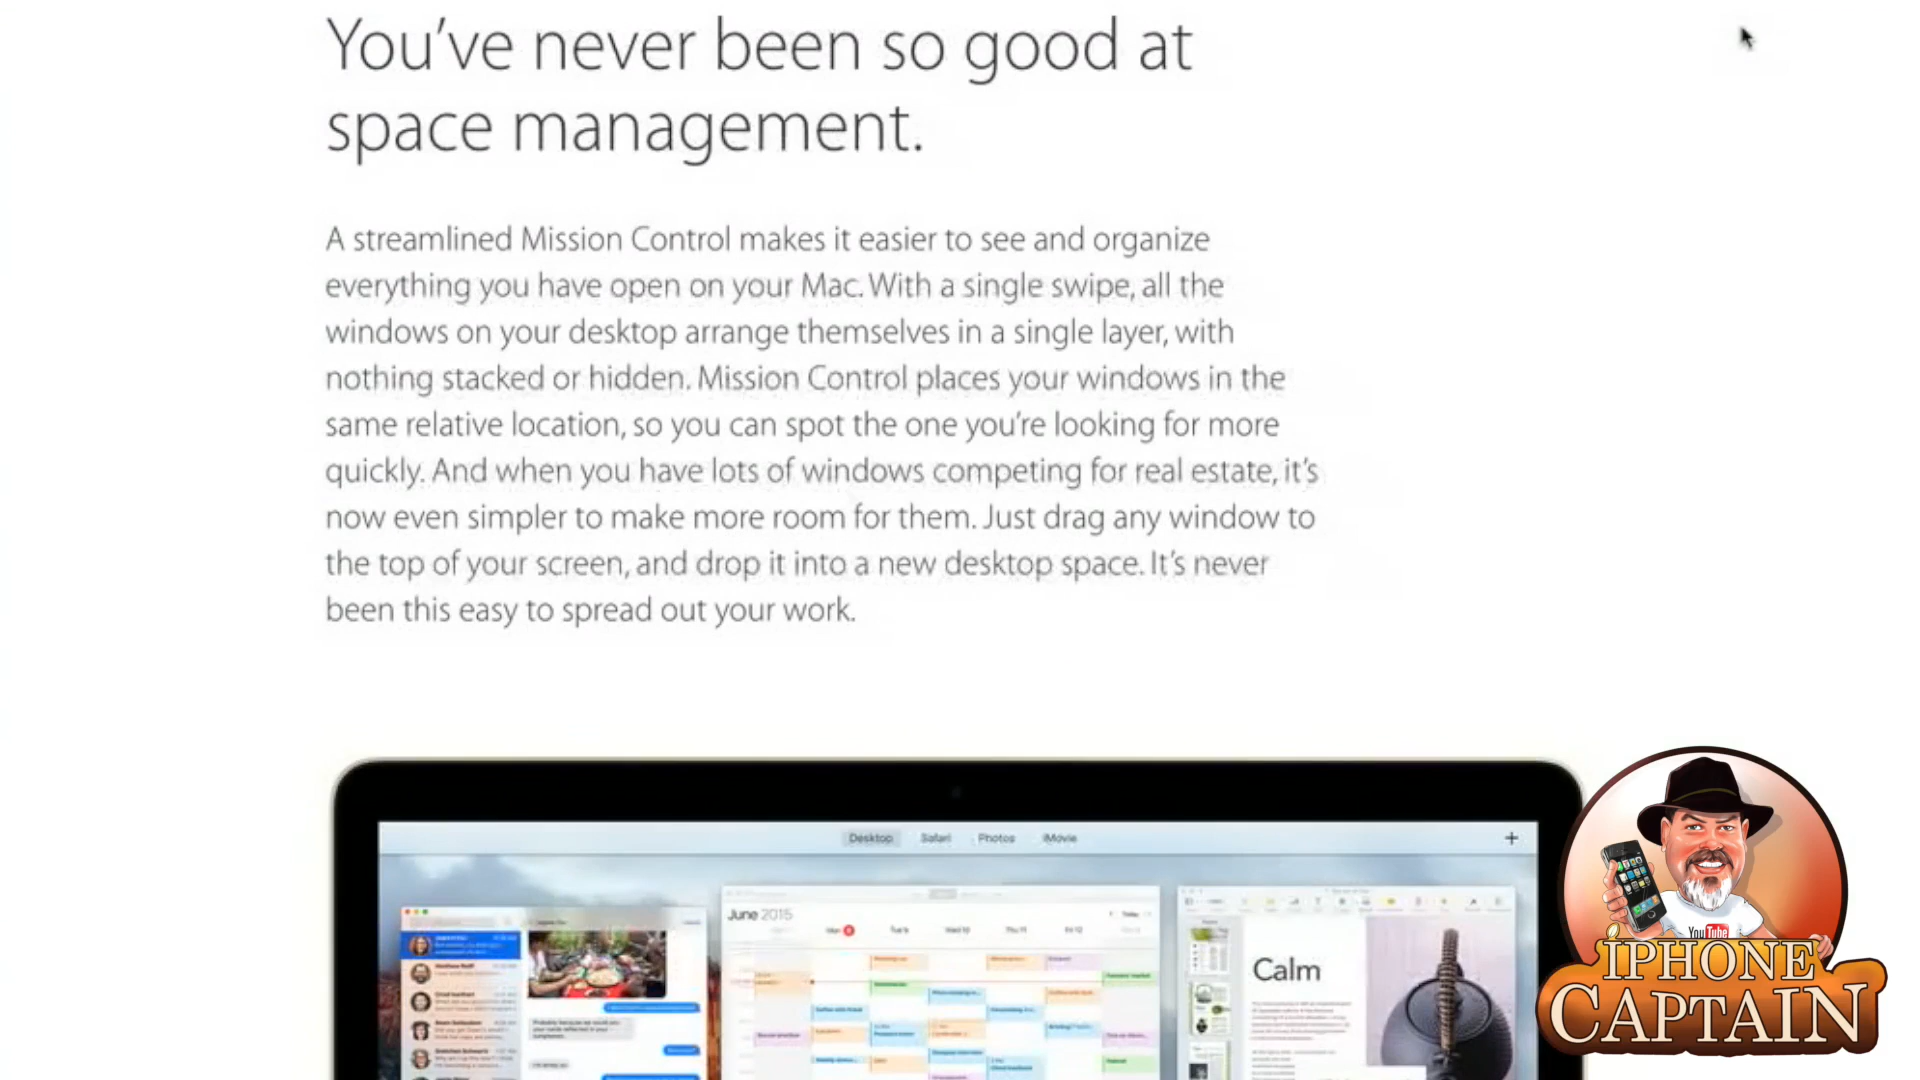 You've never been so good at
space management.
A streamlined Mission Control makes it easier to see and organize
everything you have open on your Mac. With a single swipe, all the
windows on your desktop arrange themselves in a single layer, with
nothing stacked or hidden. Mission Control places your windows in the
same relative location, so you can spot the one you're looking for more
quickly. And when you have lots of windows competing for real estate, it's
now even simpler to make more room for them. Just drag any window to
the top of your screen, and drop it into a new desktop space. It's never
been this easy to spread out your work.
Desktop Safari Photos iMovie +
June 2015
Today
Calm
YouTube
IPHONE
CAPTAIN